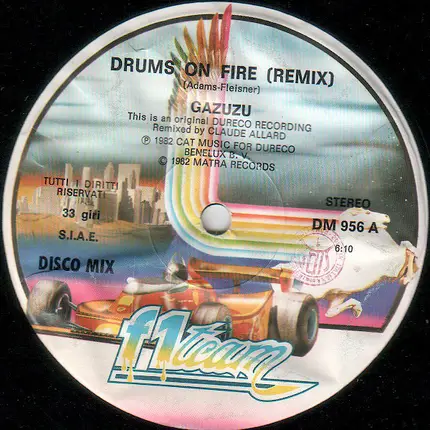 DRUMS ON FIRE (REMIX)
(Adams-Fleisner)
GAZUZU
This is an original DURECO RECORDING
Remixed by CLAUDE ALLARD
℗ 1982 CAT MUSIC FOR DURECO
BENELUX B. V.
© 1982 MATRA RECORDS
TUTTI I DIRITTI
RISERVATI
33 giri
S.I.A.E.
DISCO MIX
STEREO
DM 956 A
6:10
f1 team